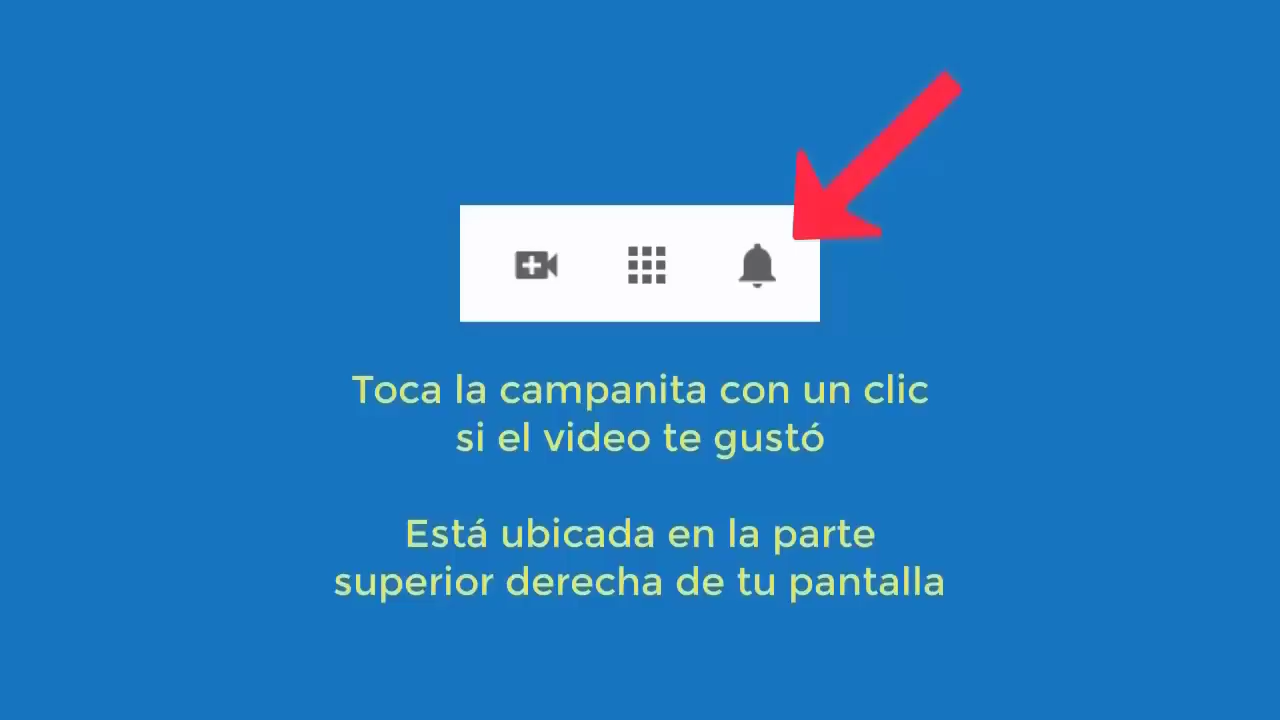 Toca la campanita con un clic
si el video te gustó
Está ubicada en la parte
superior derecha de tu pantalla